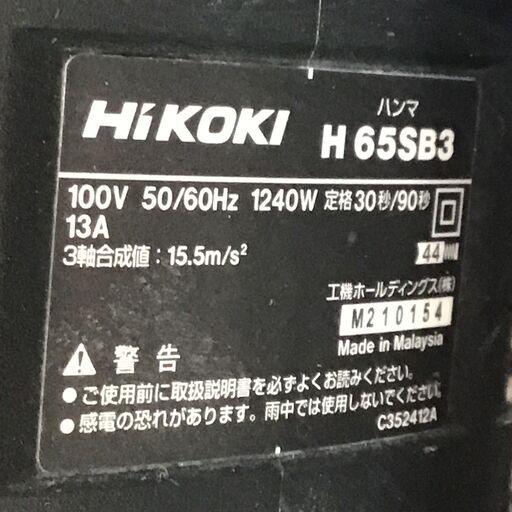 HiKOKI
ハンマ
H 65SB3
100V 50/60Hz 1240W 定格30秒/90秒
13A
3軸合成値：15.5m/s²
44
工機ホールディングス(株)
M210154
Made in Malaysia
警告
● ご使用前に取扱説明書を必ずよくお読みください。
● 感電の恐れがあります。雨中では使用しないでください。
C352412A